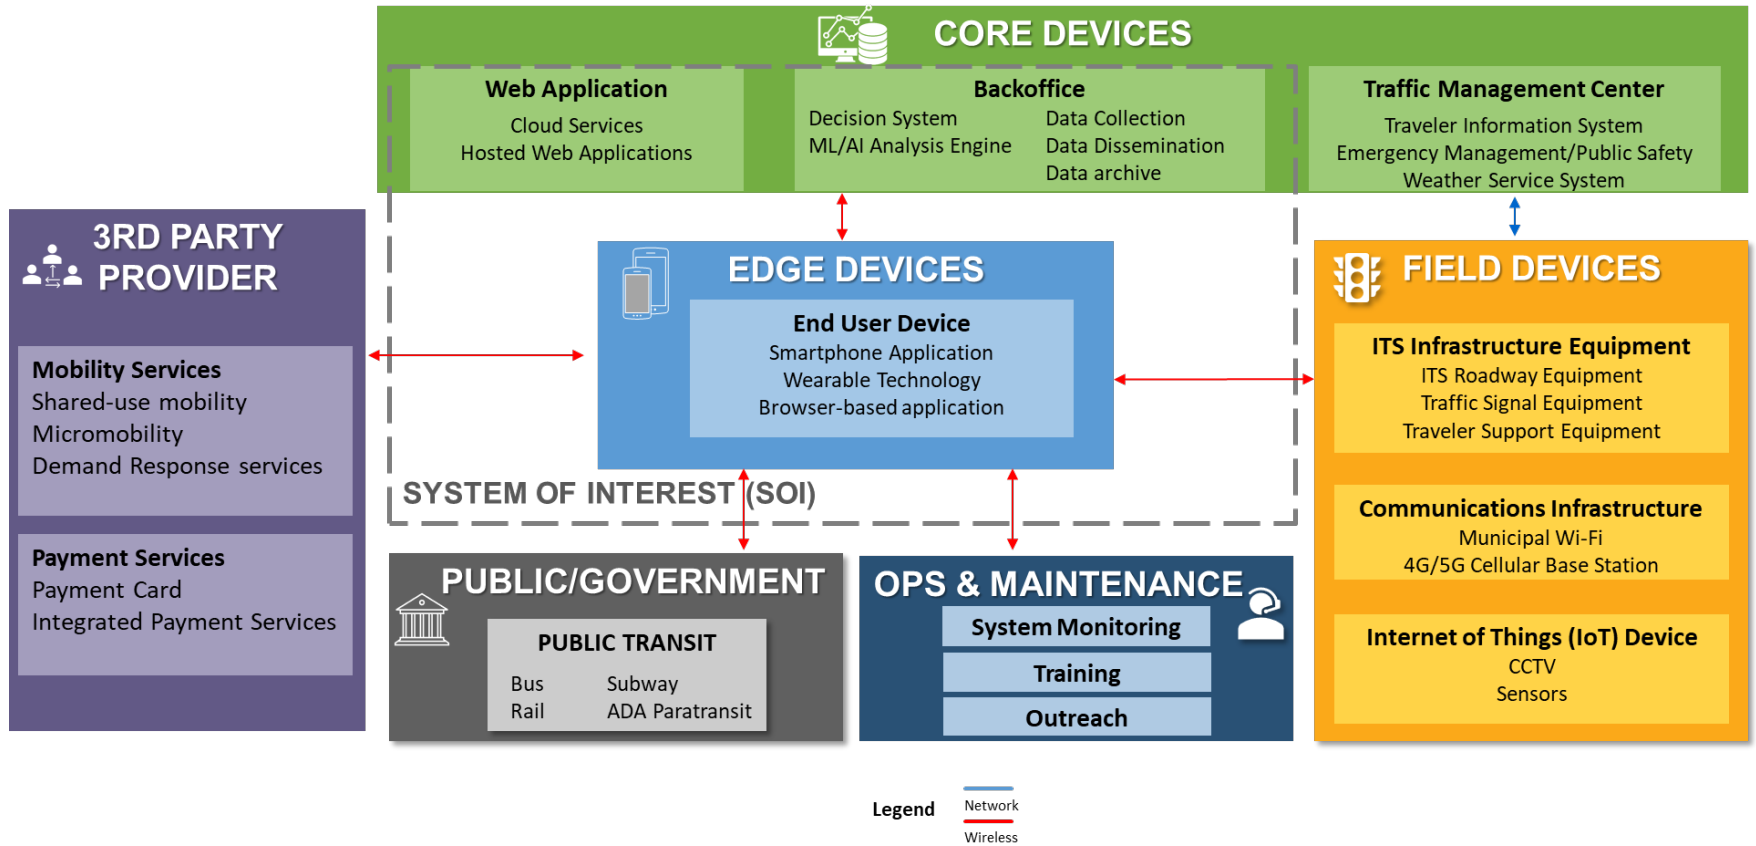 CORE DEVICES
Web Application
Cloud Services
Hosted Web Applications
Backoffice
Decision System
ML/AI Analysis Engine
Data Collection
Data Dissemination
Data archive
Traffic Management Center
Traveler Information System
Emergency Management/Public Safety
Weather Service System
3RD PARTY
PROVIDER
Mobility Services
Shared-use mobility
Micromobility
Demand Response services
Payment Services
Payment Card
Integrated Payment Services
EDGE DEVICES
End User Device
Smartphone Application
Wearable Technology
Browser-based application
SYSTEM OF INTEREST (SOI)
FIELD DEVICES
ITS Infrastructure Equipment
ITS Roadway Equipment
Traffic Signal Equipment
Traveler Support Equipment
Communications Infrastructure
Municipal Wi-Fi
4G/5G Cellular Base Station
Internet of Things (IoT) Device
CCTV
Sensors
PUBLIC/GOVERNMENT
PUBLIC TRANSIT
Bus
Rail
Subway
ADA Paratransit
OPS & MAINTENANCE
System Monitoring
Training
Outreach
Legend
Network
Wireless